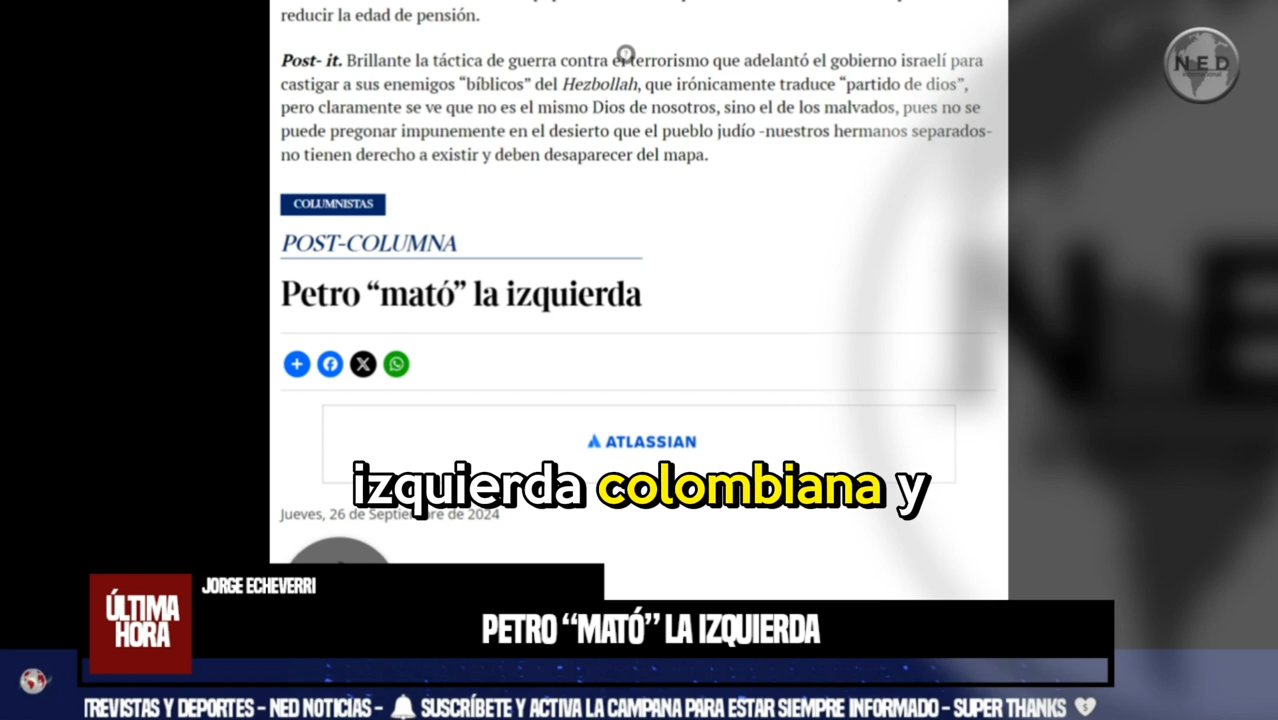 reducir la edad de pensión.
NED
international
Post- it. Brillante la táctica de guerra contra el terrorismo que adelantó el gobierno israelí para
castigar a sus enemigos “bíblicos” del Hezbollah, que irónicamente traduce “partido de dios”,
pero claramente se ve que no es el mismo Dios de nosotros, sino el de los malvados, pues no se
puede pregonar impunemente en el desierto que el pueblo judío -nuestros hermanos separados-
no tienen derecho a existir y deben desaparecer del mapa.
COLUMNISTAS
POST-COLUMNA
Petro “mató” la izquierda
ATLASSIAN
izquierda colombiana y
Jueves, 26 de Septiembre de 2024
ÚLTIMA
HORA
JORGE ECHEVERRI
PETRO “MATÓ” LA IZQUIERDA
TREVISTAS Y DEPORTES - NED NOTICIAS - SUSCRÍBETE Y ACTIVA LA CAMPANA PARA ESTAR SIEMPRE INFORMADO - SUPER THANKS